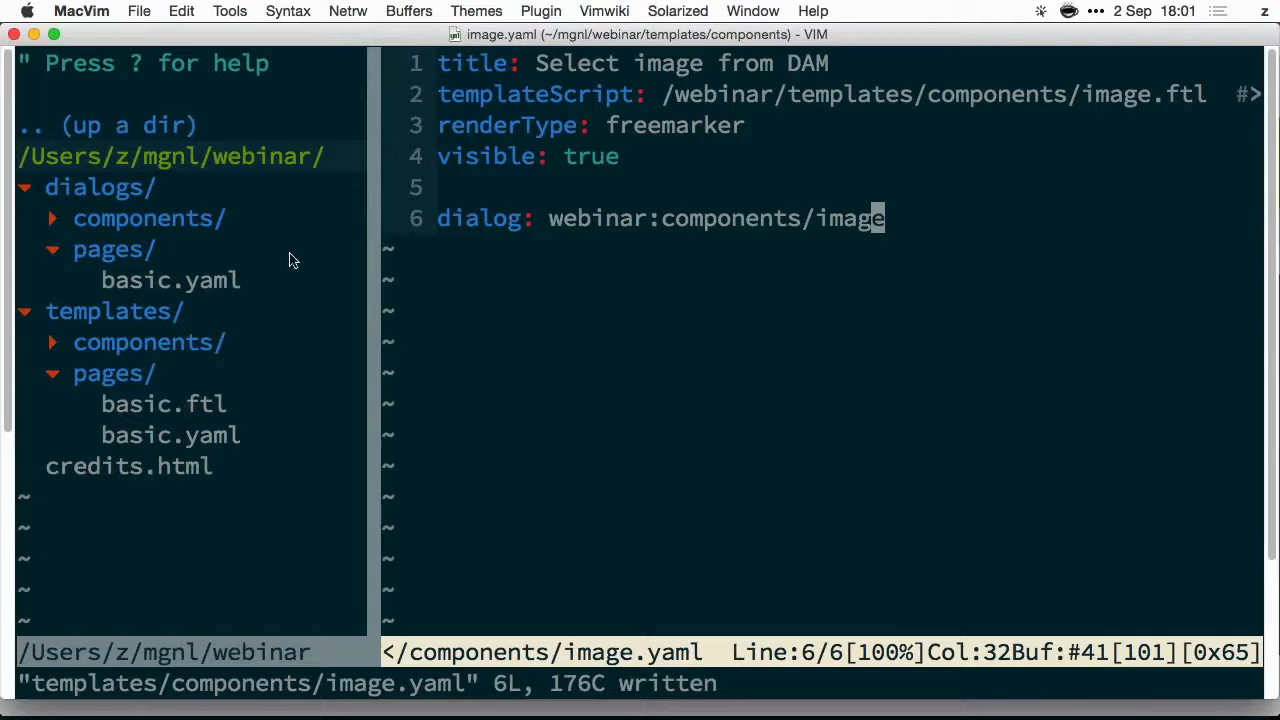 MacVim File Edit Tools Syntax Netrw Buffers Themes Plugin Vimwiki Solarized Window Help 2 Sep 18:01 z
image.yaml (~/mgnl/webinar/templates/components) - VIM
" Press ? for help
.. (up a dir)
/Users/z/mgnl/webinar/
dialogs/
components/
pages/
basic.yaml
templates/
components/
pages/
basic.ftl
basic.yaml
credits.html
~
~
~
~
~
/Users/z/mgnl/webinar
1 title: Select image from DAM
2 templateScript: /webinar/templates/components/image.ftl #>
3 renderType: freemarker
4 visible: true
5
6 dialog: webinar:components/image
~
~
~
~
~
~
~
~
~
~
~
~
~
</components/image.yaml Line:6/6[100%]Col:32Buf:#41[101][0x65]
"templates/components/image.yaml" 6L, 176C written